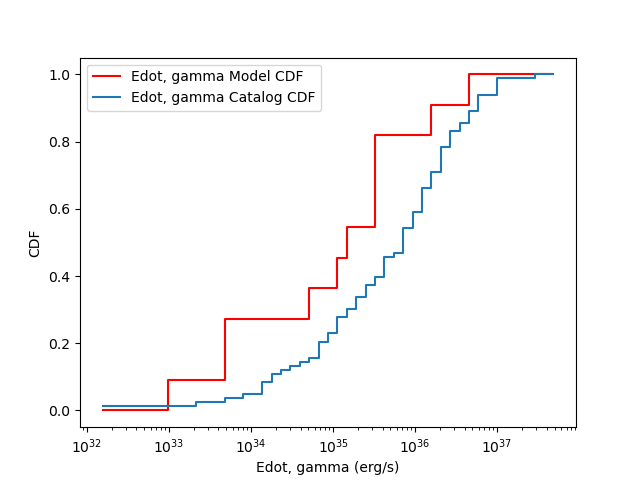 Edot, gamma Model CDF
Edot, gamma Catalog CDF
1.0
0.8
0.6
0.4
0.2
0.0
CDF
10^32 10^33 10^34 10^35 10^36 10^37
Edot, gamma (erg/s)